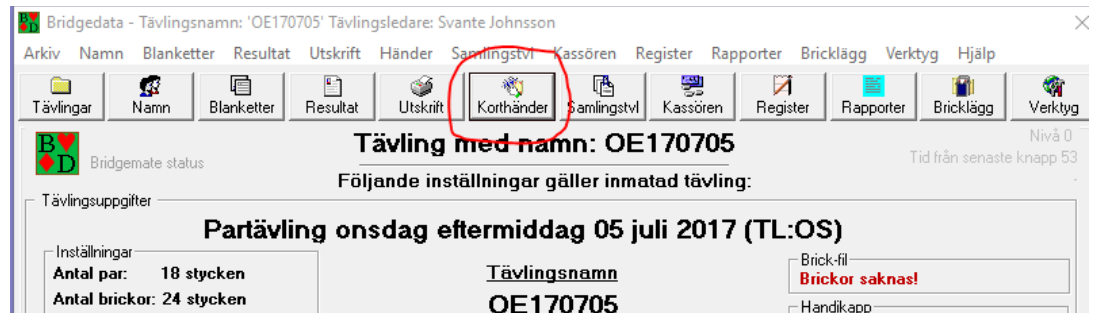 Bridgedata - Tävlingsnamn: 'OE170705' Tävlingsledare: Svante Johnsson
Arkiv Namn Blanketter Resultat Utskrift Händer Samlingstvl Kassören Register Rapporter Bricklägg Verktyg Hjälp
Tävlingar Namn Blanketter Resultat Utskrift Korthänder Samlingstvl Kassören Register Rapporter Bricklägg Verktyg
B D Bridgemate status
Tävling med namn: OE170705
Nivå 0
Tid från senaste knapp 53
Följande inställningar gäller inmatad tävling:
Tävlingsuppgifter
Partävling onsdag eftermiddag 05 juli 2017 (TL:OS)
Inställningar
Antal par: 18 stycken
Antal brickor: 24 stycken
Tävlingsnamn
OE170705
Brick-fil
Brickor saknas!
Handikapp